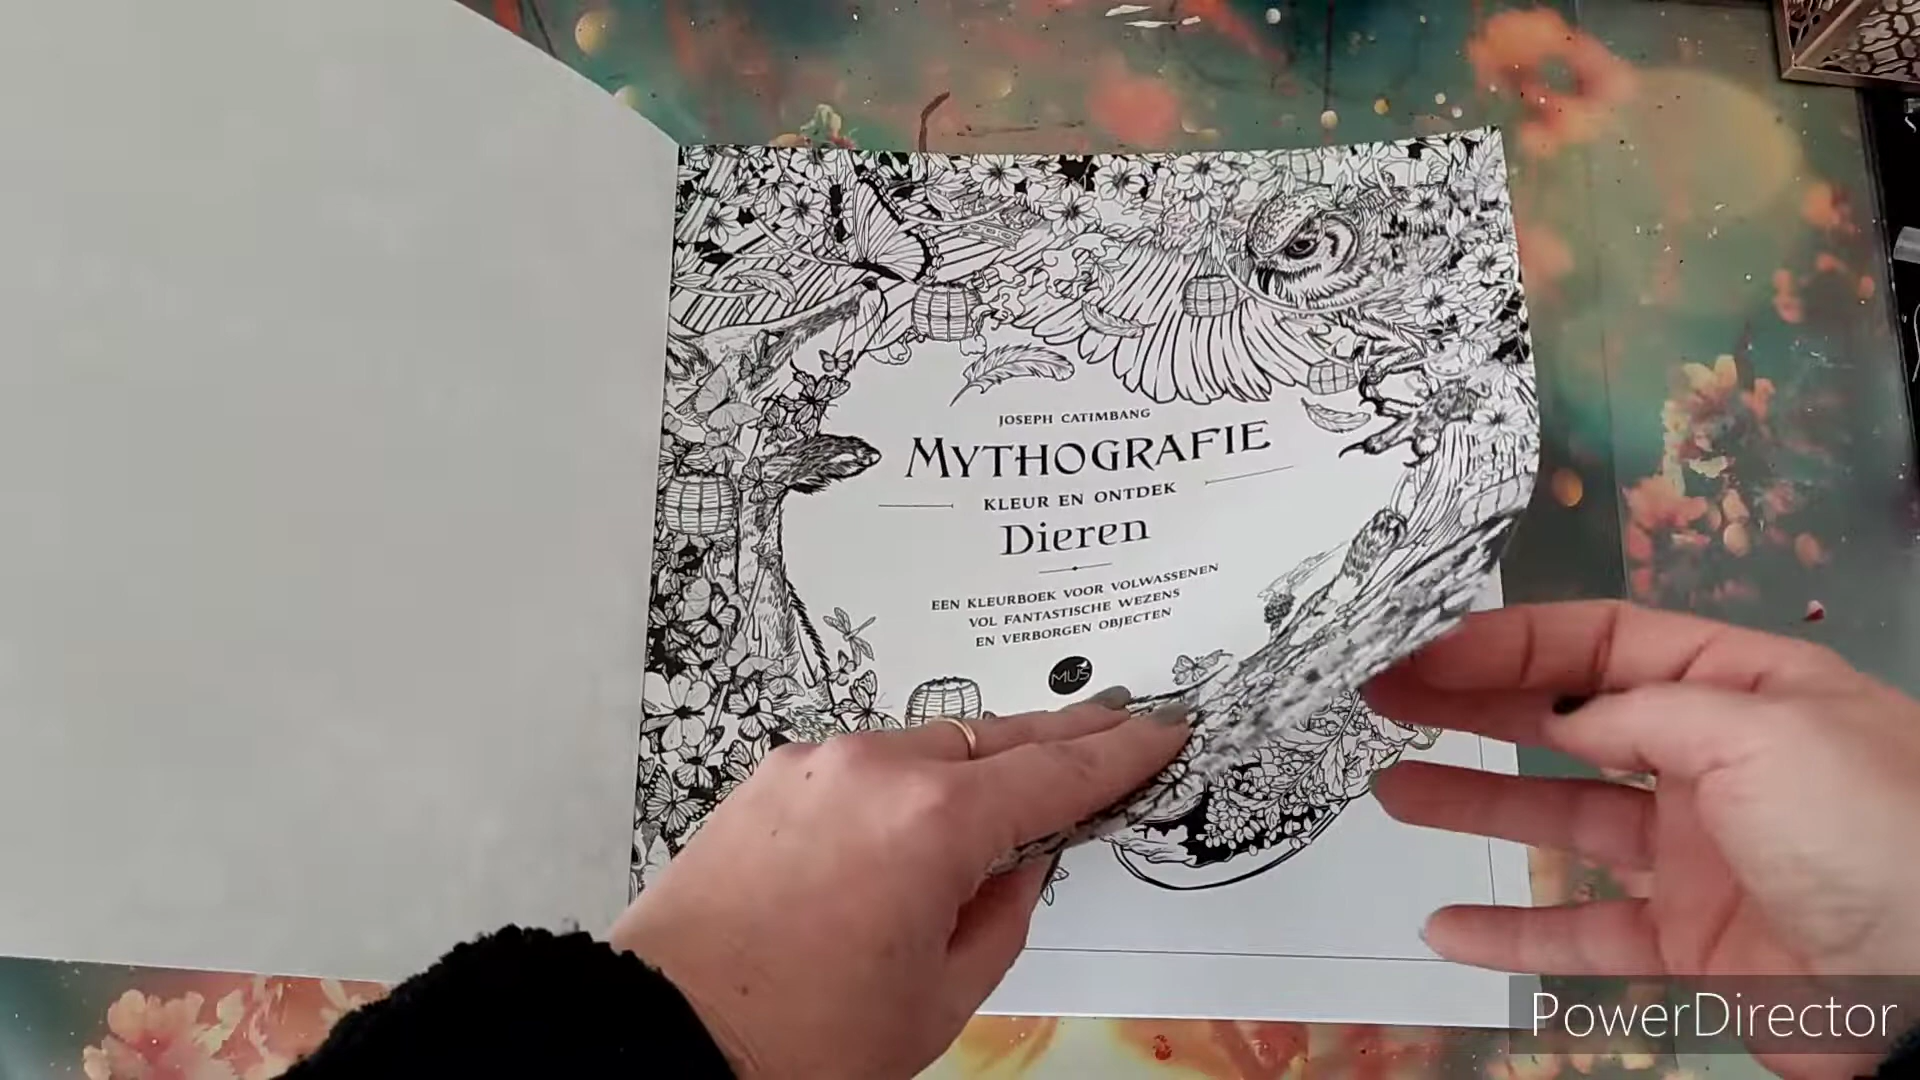 JOSEPH CATIMBANG
MYTHOGRAFIE
KLEUR EN ONTDEK
Dieren
EEN KLEURBOEK VOOR VOLWASSENEN
VOL FANTASTISCHE WEZENS
EN VERBORGEN OBJECTEN
MUS
PowerDirector